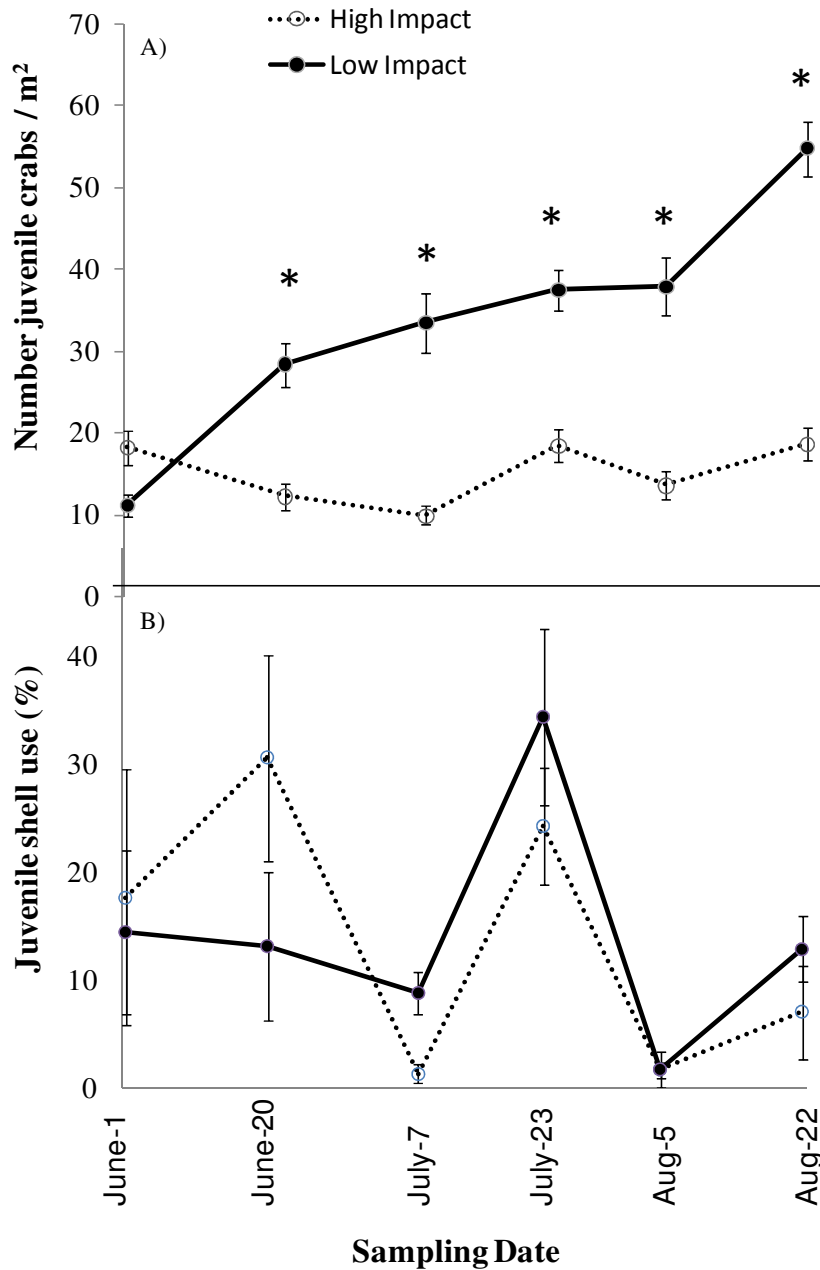 High Impact
Low Impact
A)
Number juvenile crabs / m²
70
60
50
40
30
20
10
0
*
*
*
*
*
B)
Juvenile shell use (%)
40
30
20
10
0
June-1
June-20
July-7
July-23
Aug-5
Aug-22
Sampling Date